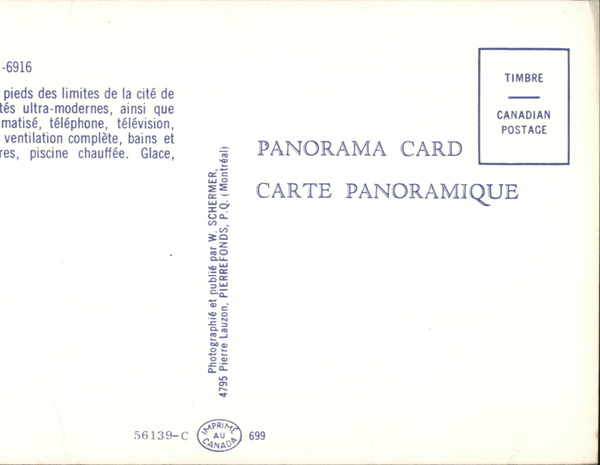 -6916
pieds des limites de la cité de
tés ultra-modernes, ainsi que
matisé, téléphone, télévision,
ventilation complète, bains et
res, piscine chauffée. Glace,
Photographié et publié par W. SCHERMER,
4795 Pierre Lauzon, PIERREFONDS, P.Q. (Montréal)
TIMBRE
CANADIAN
POSTAGE
PANORAMA CARD
CARTE PANORAMIQUE
56139-C
IMPRIMÉ
AU
CANADA
699